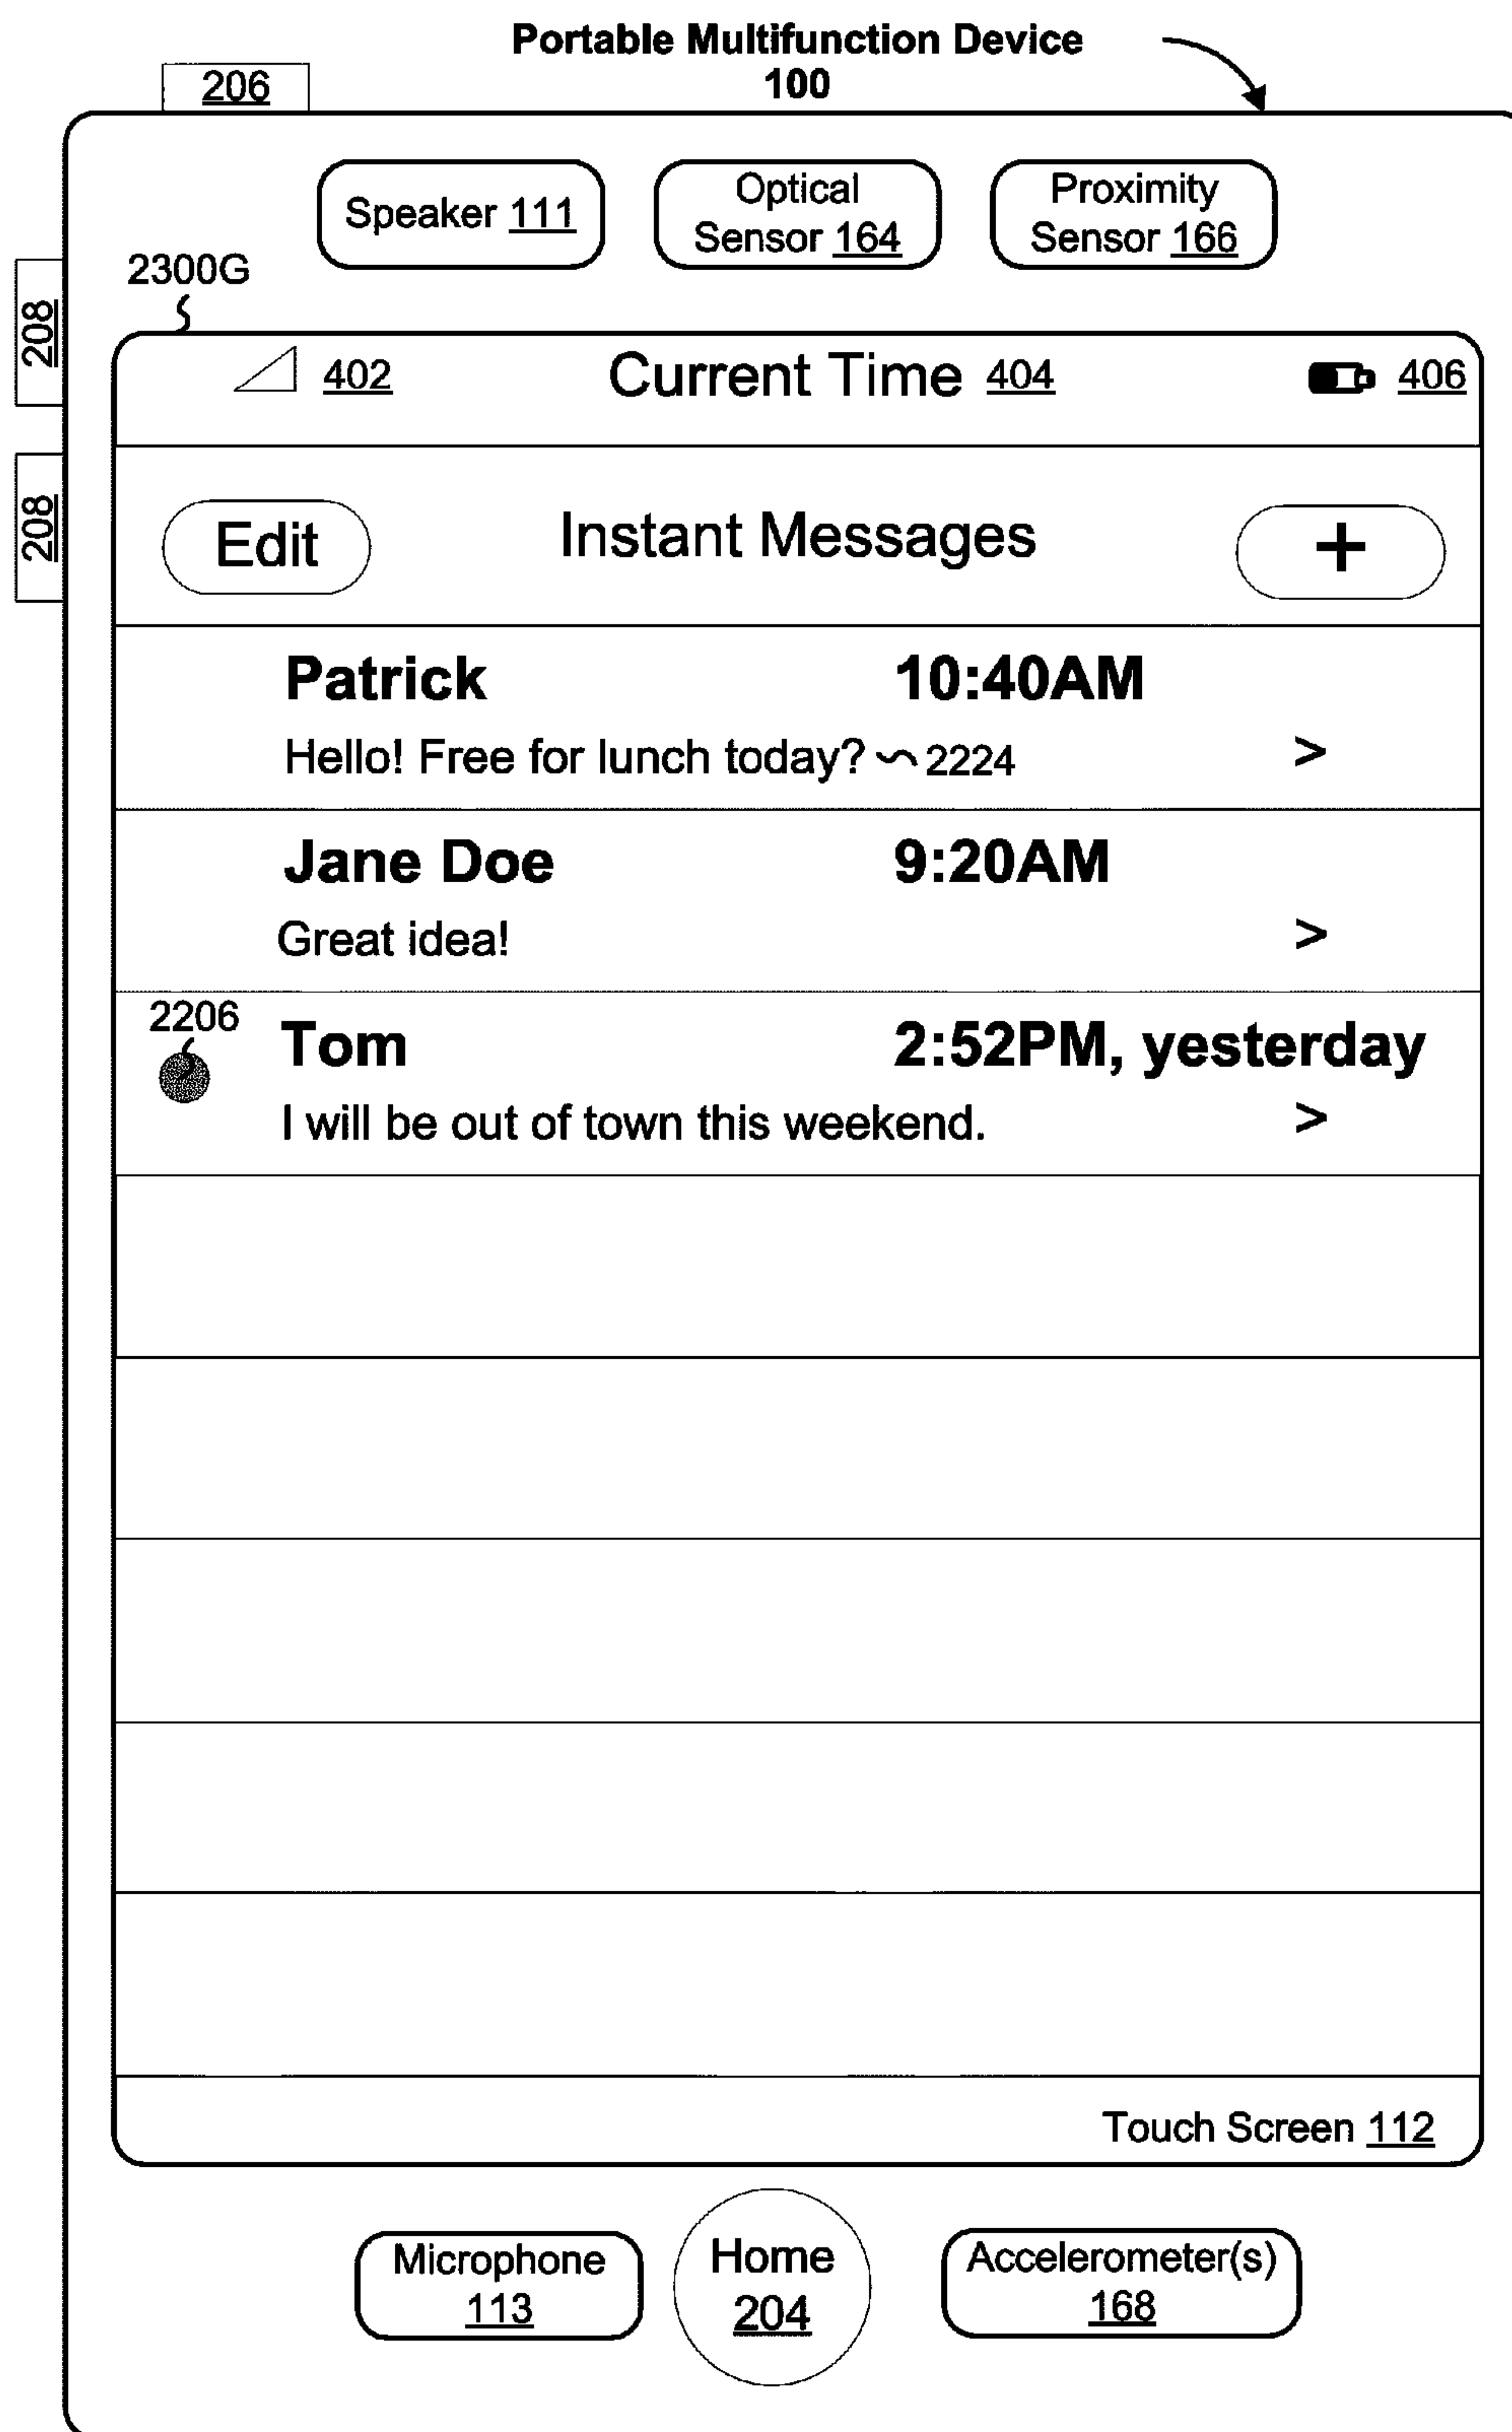 Portable Multifunction Device
100
206
Speaker 111
Optical
Sensor 164
Proximity
Sensor 166
2300G
208
208
402
Current Time 404
406
Edit
Instant Messages
+
Patrick
10:40AM
Hello! Free for lunch today? 2224
>
Jane Doe
9:20AM
Great idea!
>
2206
Tom
2:52PM, yesterday
I will be out of town this weekend.
>
Touch Screen 112
Microphone
113
Home
204
Accelerometer(s)
168